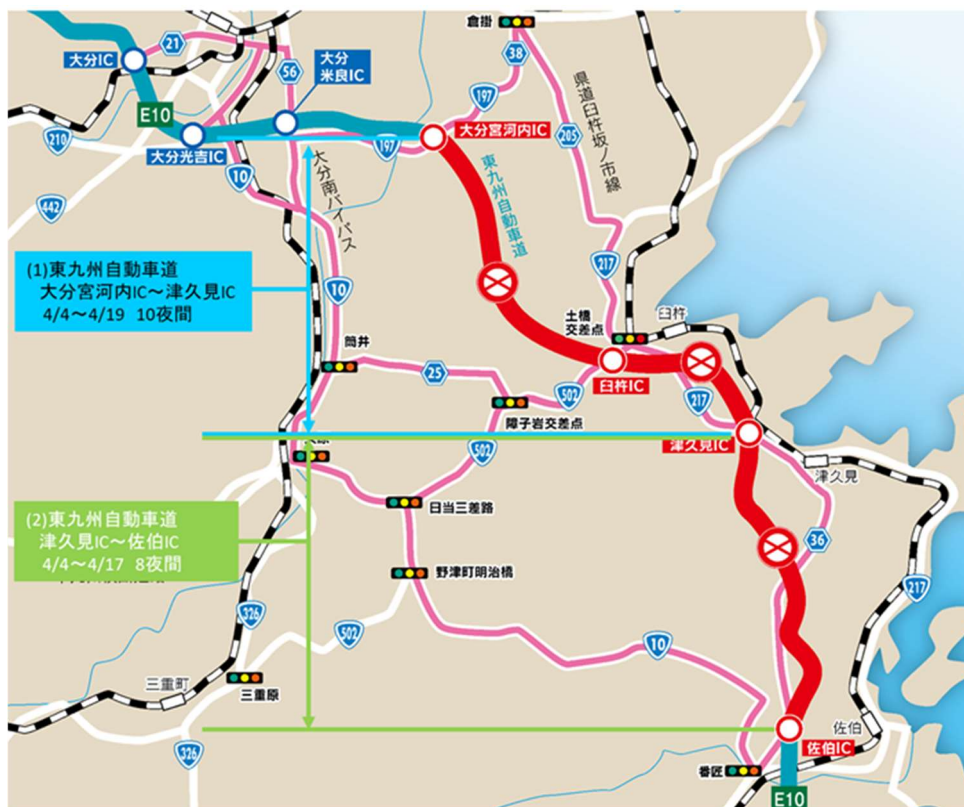 倉掛
21
38
大分IC
大分
米良IC
56
197
E10
大分宮河内IC
県道臼杵坂ノ市線
205
210
大分光吉IC
197
10
大分南バイパス
東九州自動車道
442
217
(1)東九州自動車道
大分宮河内IC～津久見IC
4/4～4/19 10夜間
10
土橋
交差点
臼杵
筒井
25
臼杵IC
502
217
障子岩交差点
津久見IC
502
津久見
日当三差路
(2)東九州自動車道
津久見IC～佐伯IC
4/4～4/17 8夜間
36
野津町明治橋
217
326
502
10
三重町
三重原
佐伯
326
佐伯IC
番匠
E10